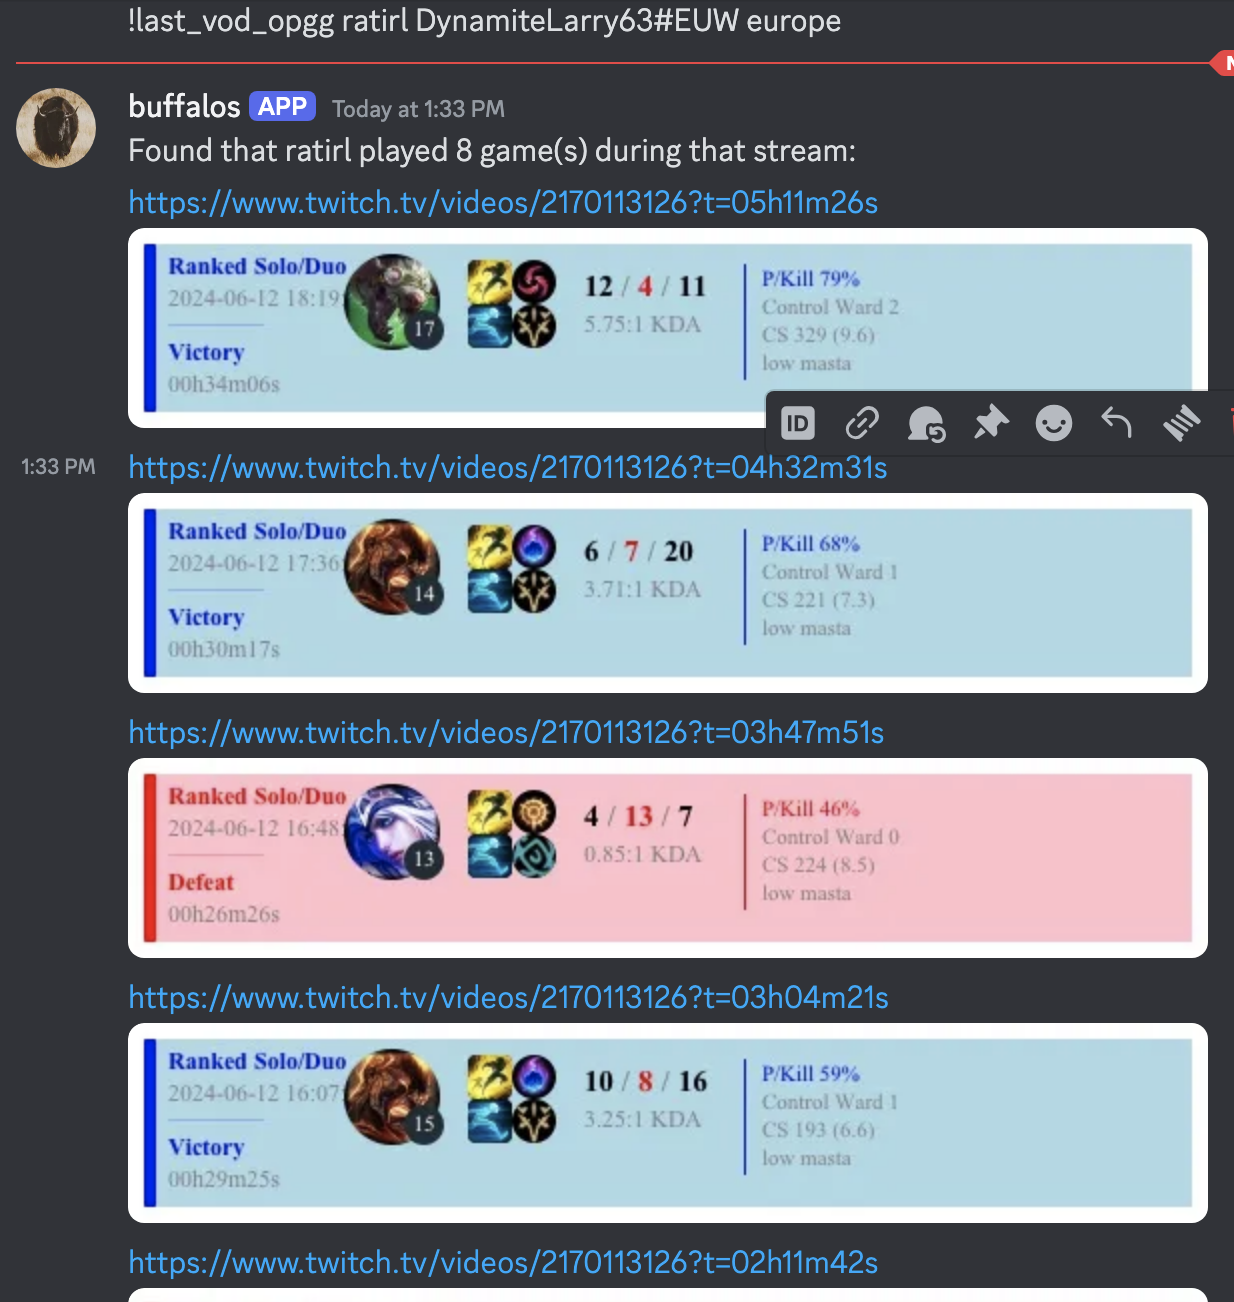 !last_vod_opgg ratirl DynamiteLarry63#EUW europe
buffalos APP Today at 1:33 PM
Found that ratirl played 8 game(s) during that stream:
https://www.twitch.tv/videos/2170113126?t=05h11m26s
Ranked Solo/Duo
2024-06-12 18:19:
Victory
00h34m06s
17
12 / 4 / 11
5.75:1 KDA
P/Kill 79%
Control Ward 2
CS 329 (9.6)
low masta
ID
1:33 PM
https://www.twitch.tv/videos/2170113126?t=04h32m31s
Ranked Solo/Duo
2024-06-12 17:36
Victory
00h30m17s
14
6 / 7 / 20
3.71:1 KDA
P/Kill 68%
Control Ward 1
CS 221 (7.3)
low masta
https://www.twitch.tv/videos/2170113126?t=03h47m51s
Ranked Solo/Duo
2024-06-12 16:48:
Defeat
00h26m26s
13
4 / 13 / 7
0.85:1 KDA
P/Kill 46%
Control Ward 0
CS 224 (8.5)
low masta
https://www.twitch.tv/videos/2170113126?t=03h04m21s
Ranked Solo/Duo
2024-06-12 16:07:
Victory
00h29m25s
15
10 / 8 / 16
3.25:1 KDA
P/Kill 59%
Control Ward 1
CS 193 (6.6)
low masta
https://www.twitch.tv/videos/2170113126?t=02h11m42s